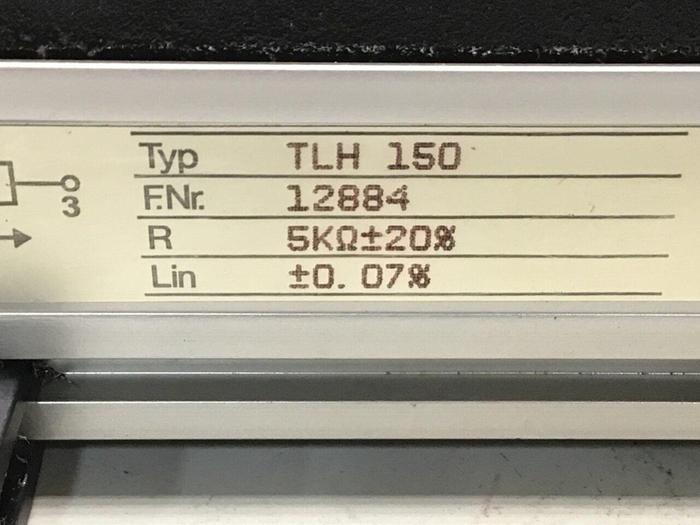 Typ TLH 150
F.Nr. 12884
3
R 5KΩ±20%
Lin ±0.07%